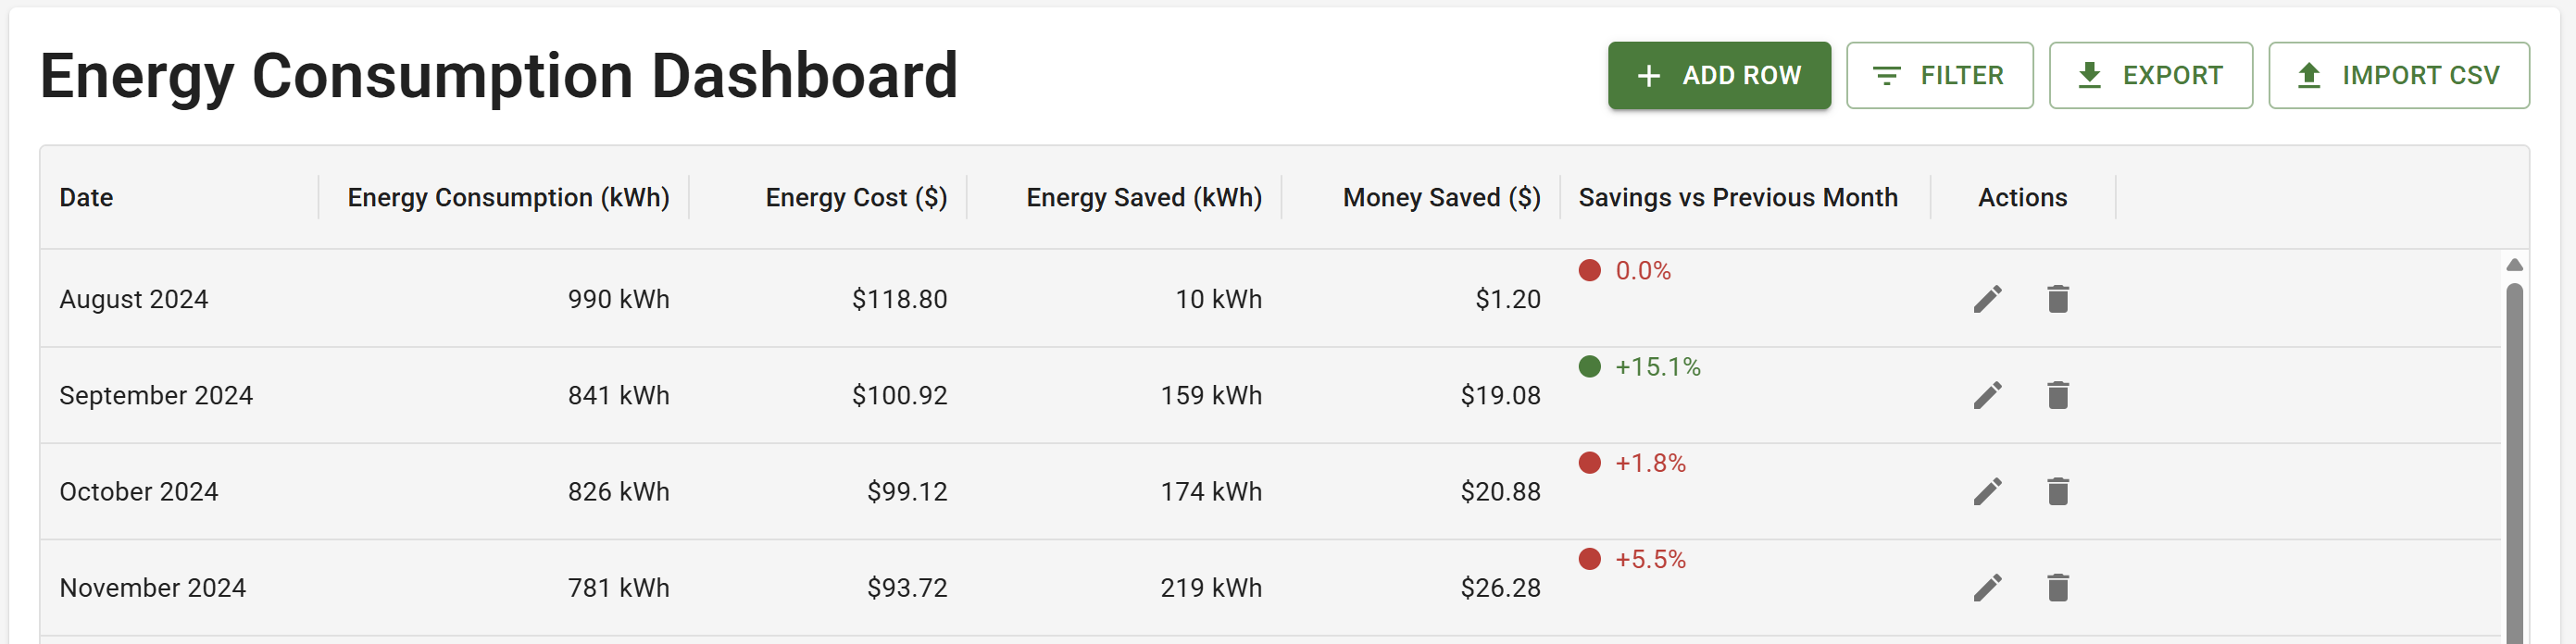 Energy Consumption Dashboard
ADD ROW FILTER EXPORT IMPORT CSV
Date Energy Consumption (kWh) Energy Cost ($) Energy Saved (kWh) Money Saved ($) Savings vs Previous Month Actions
August 2024 990 kWh $118.80 10 kWh $1.20 0.0%
September 2024 841 kWh $100.92 159 kWh $19.08 +15.1%
October 2024 826 kWh $99.12 174 kWh $20.88 +1.8%
November 2024 781 kWh $93.72 219 kWh $26.28 +5.5%